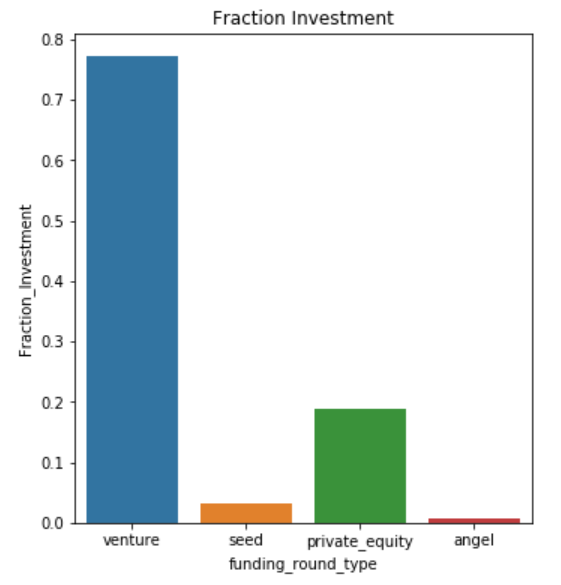 Fraction Investment
0.8
0.7
0.6
0.5
0.4
0.3
0.2
0.1
0.0
Fraction_Investment
venture seed private_equity angel
funding_round_type